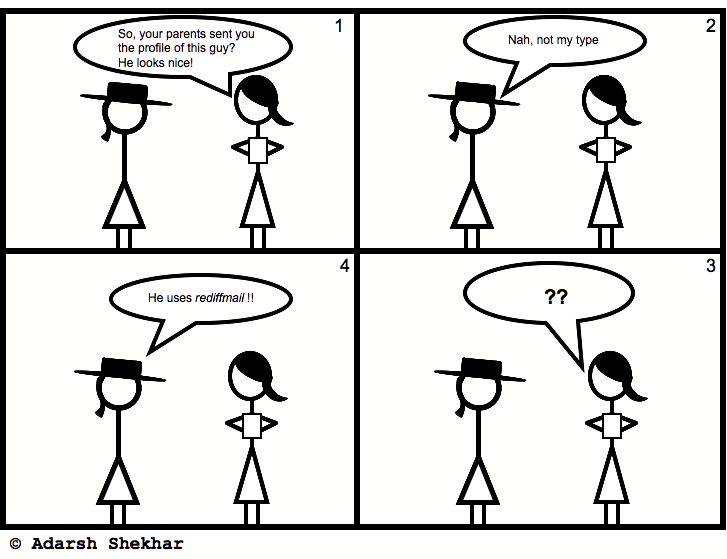 1
So, your parents sent you
the profile of this guy?
He looks nice!
2
Nah, not my type
3
??
4
He uses rediffmail !!
© Adarsh Shekhar